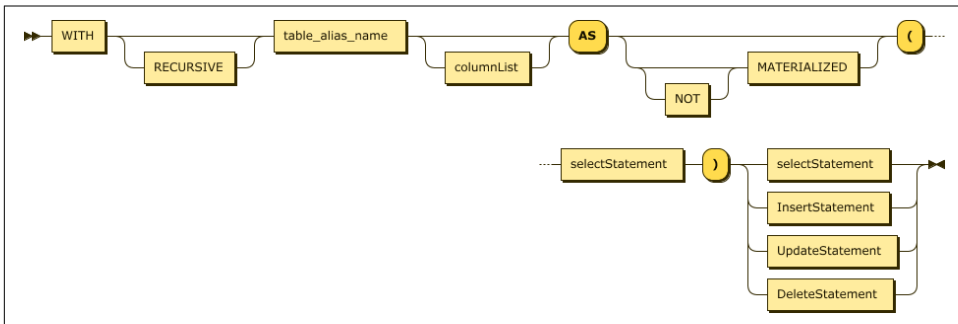 WITH table_alias_name AS (
RECURSIVE columnList MATERIALIZED
NOT
selectStatement ) selectStatement
InsertStatement
UpdateStatement
DeleteStatement